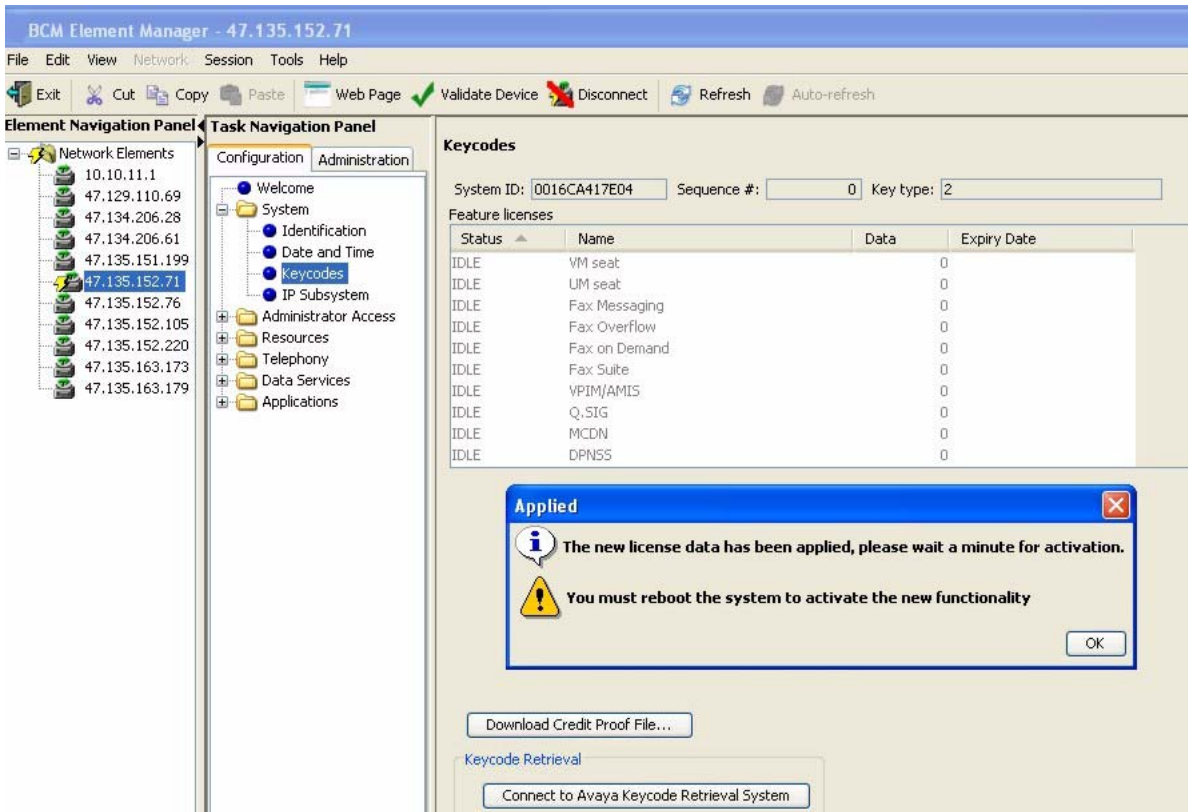 BCM Element Manager - 47.135.152.71
File Edit View Network Session Tools Help
Exit Cut Copy Paste Web Page Validate Device Disconnect Refresh Auto-refresh
Element Navigation Panel
Network Elements
10.10.11.1
47.129.110.69
47.134.206.28
47.134.206.61
47.135.151.199
47.135.152.71
47.135.152.76
47.135.152.105
47.135.152.220
47.135.163.173
47.135.163.179
Task Navigation Panel
Configuration Administration
Welcome
System
Identification
Date and Time
Keycodes
IP Subsystem
Administrator Access
Resources
Telephony
Data Services
Applications
Keycodes
System ID: 0016CA417E04 Sequence #: 0 Key type: 2
Feature licenses
Status Name Data Expiry Date
IDLE VM seat 0
IDLE UM seat 0
IDLE Fax Messaging 0
IDLE Fax Overflow 0
IDLE Fax on Demand 0
IDLE Fax Suite 0
IDLE VPIM/AMIS 0
IDLE Q.SIG 0
IDLE MCDN 0
IDLE DPNSS 0
Applied
The new license data has been applied, please wait a minute for activation.
You must reboot the system to activate the new functionality
OK
Download Credit Proof File...
Keycode Retrieval
Connect to Avaya Keycode Retrieval System